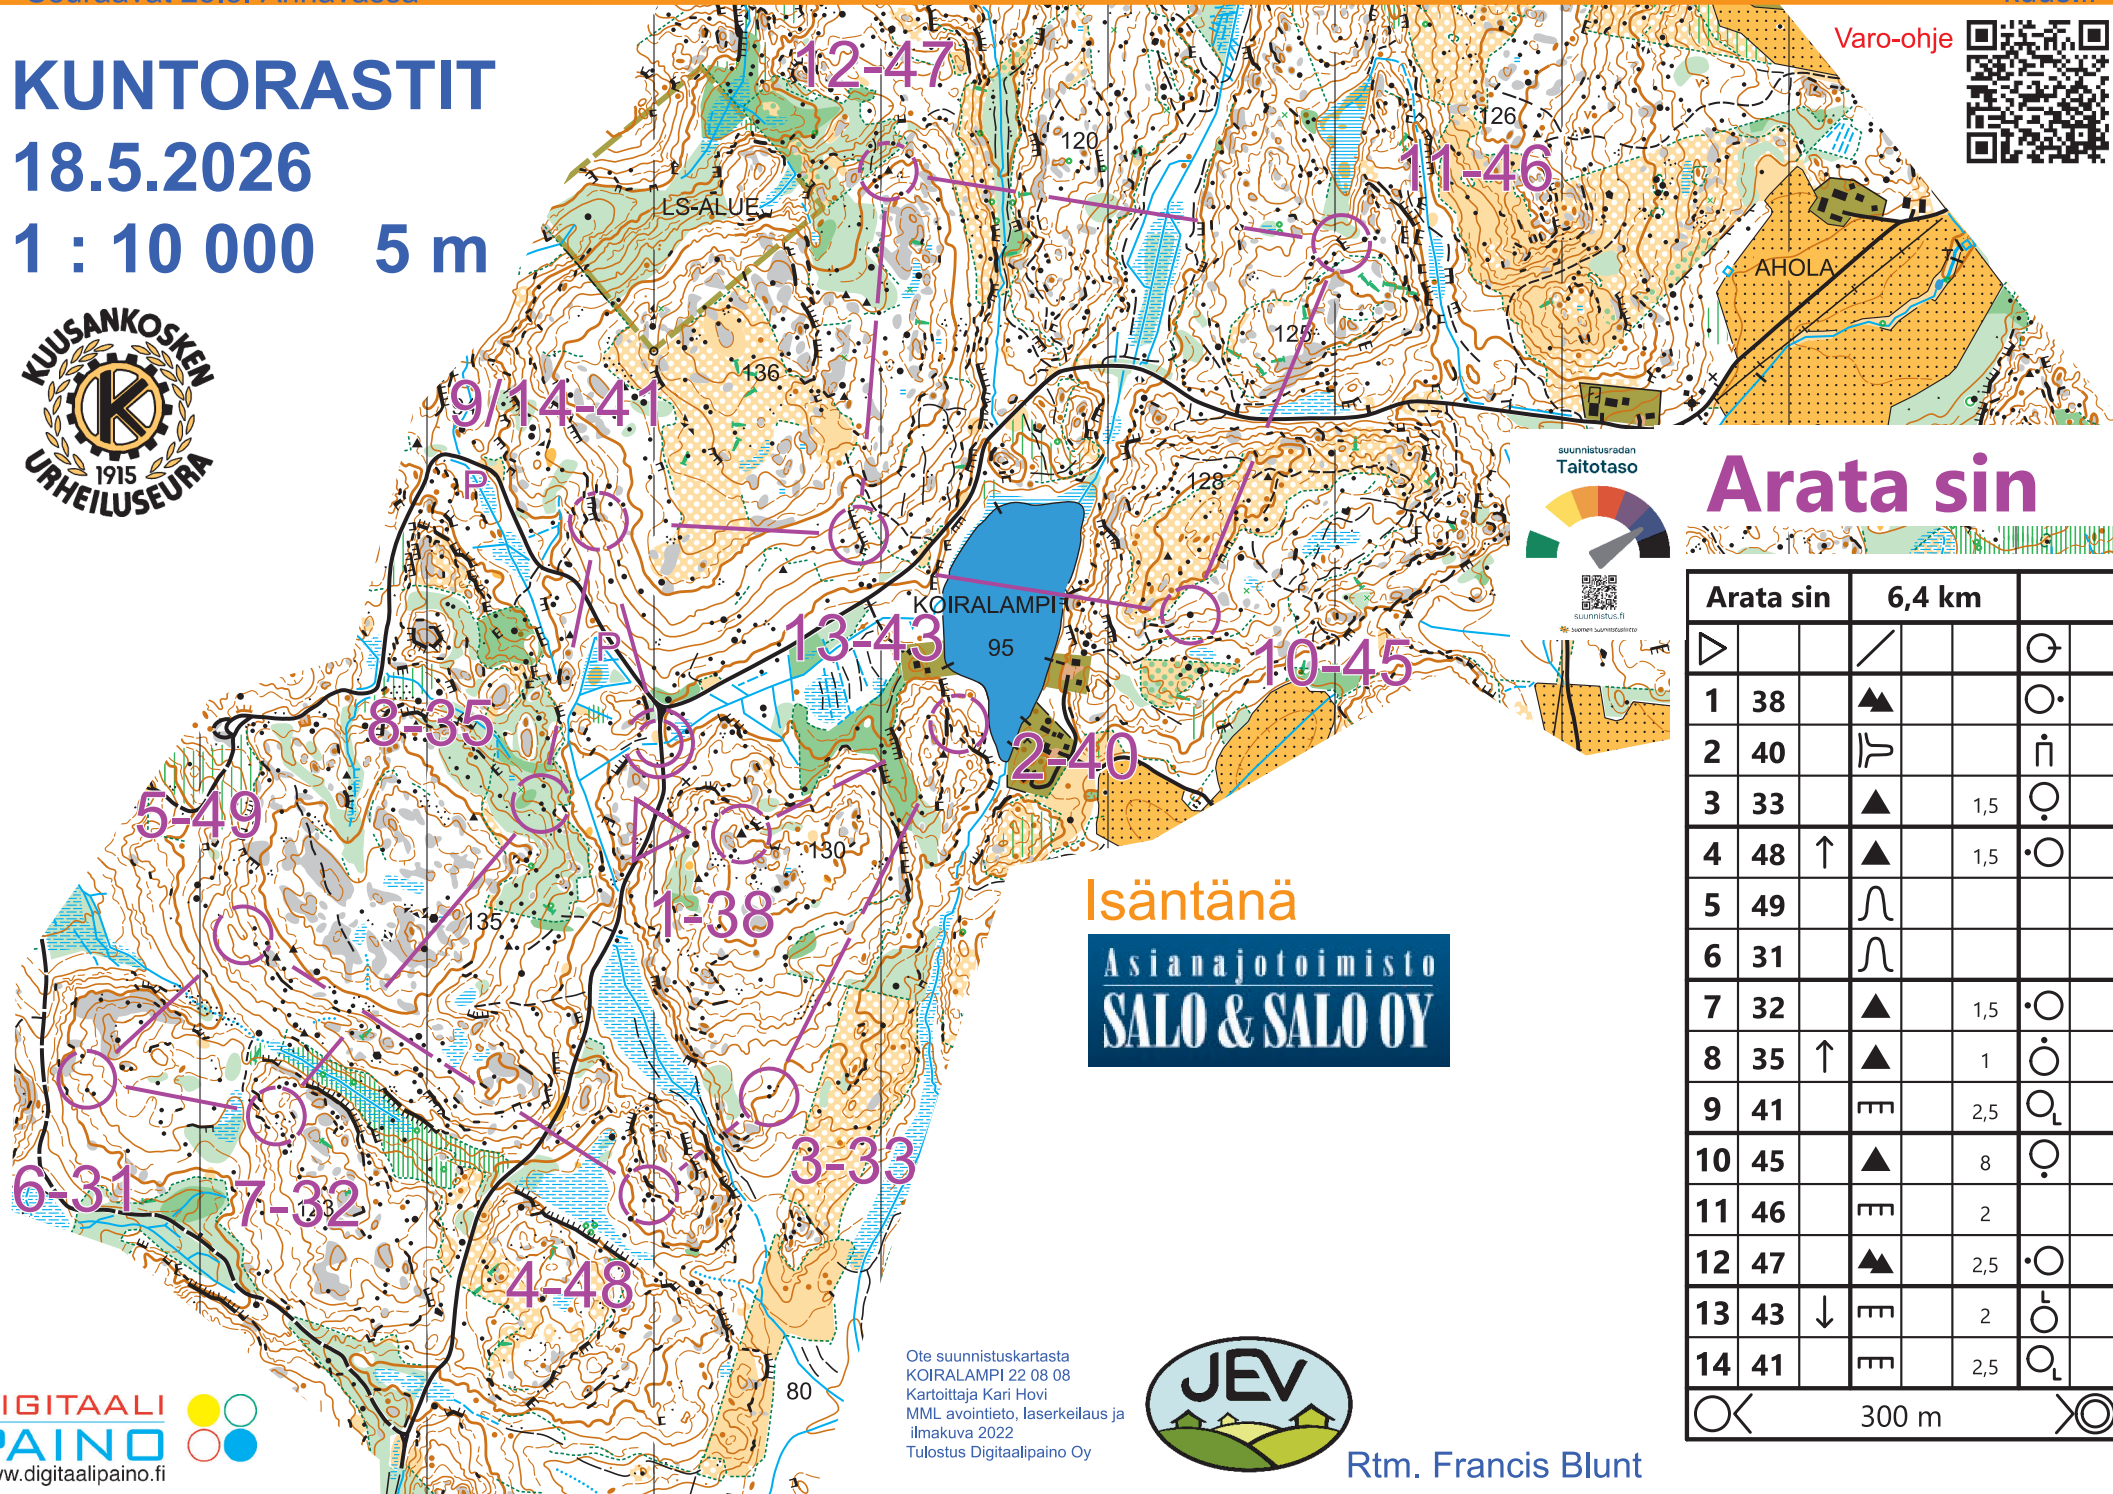 KUNTORASTIT
18.5.2026
1 : 10 000 5 m
KUUSANKOSKEN
K
1915
URHEILUSEURA
Varo-ohje
12-47
11-46
9/14-41
13-43
10-45
8-35
2-40
5-49
1-38
6-31
7-32
3-33
4-48
P
P
LS-ALUE
AHOLA
KOIRALAMPI
95
120
126
125
136
128
130
135
123
80
suunnistusradan
Taitotaso
suunnistus.fi
Suomen Suunnistusliitto
Arata sin
Arata sin 6,4 km
1 38
2 40
3 33 1,5
4 48 1,5
5 49
6 31
7 32 1,5
8 35 1
9 41 2,5
10 45 8
11 46 2
12 47 2,5
13 43 2
14 41 2,5
300 m
Isäntänä
Asianajotoimisto
SALO & SALO OY
Ote suunnistuskartasta
KOIRALAMPI 22 08 08
Kartoittaja Kari Hovi
MML avointieto, laserkeilaus ja
ilmakuva 2022
Tulostus Digitaalipaino Oy
JEV
Rtm. Francis Blunt
IGITAALI
PAINO
ww.digitaalipaino.fi